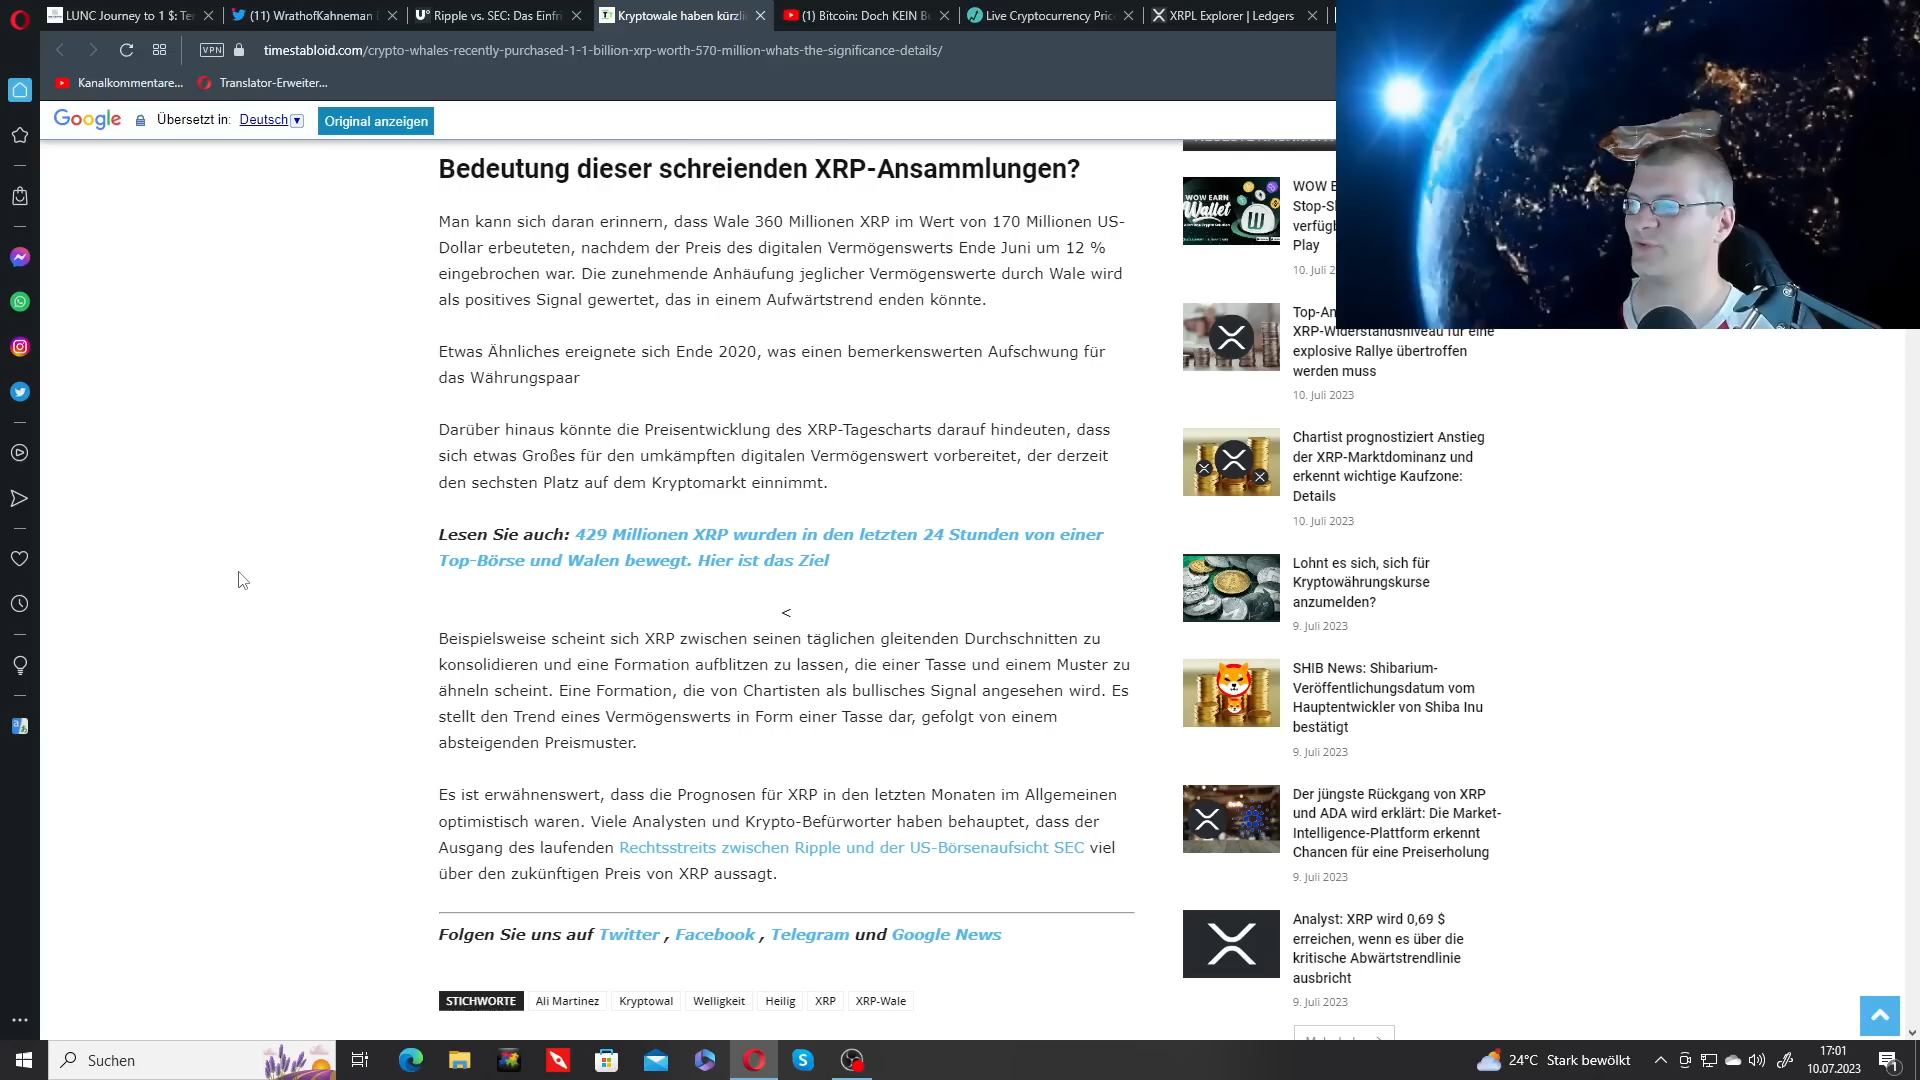 LUNC Journey to 1 $: Ter
(11) WrathofKahneman
Ripple vs. SEC: Das Einfri
Kryptowale haben kürzli
(1) Bitcoin: Doch KEIN B
Live Cryptocurrency Pric
XRPL Explorer | Ledgers
VPN
timestabloid.com/crypto-whales-recently-purchased-1-1-billion-xrp-worth-570-million-whats-the-significance-details/
Kanalkommentare...
Translator-Erweiter...
Google
Übersetzt in: Deutsch
Original anzeigen
Bedeutung dieser schreienden XRP-Ansammlungen?
Man kann sich daran erinnern, dass Wale 360 Millionen XRP im Wert von 170 Millionen US-
Dollar erbeuteten, nachdem der Preis des digitalen Vermögenswerts Ende Juni um 12 %
eingebrochen war. Die zunehmende Anhäufung jeglicher Vermögenswerte durch Wale wird
als positives Signal gewertet, das in einem Aufwärtstrend enden könnte.
Etwas Ähnliches ereignete sich Ende 2020, was einen bemerkenswerten Aufschwung für
das Währungspaar
Darüber hinaus könnte die Preisentwicklung des XRP-Tagescharts darauf hindeuten, dass
sich etwas Großes für den umkämpften digitalen Vermögenswert vorbereitet, der derzeit
den sechsten Platz auf dem Kryptomarkt einnimmt.
Lesen Sie auch: 429 Millionen XRP wurden in den letzten 24 Stunden von einer
Top-Börse und Walen bewegt. Hier ist das Ziel
<
Beispielsweise scheint sich XRP zwischen seinen täglichen gleitenden Durchschnitten zu
konsolidieren und eine Formation aufblitzen zu lassen, die einer Tasse und einem Muster zu
ähneln scheint. Eine Formation, die von Chartisten als bullisches Signal angesehen wird. Es
stellt den Trend eines Vermögenswerts in Form einer Tasse dar, gefolgt von einem
absteigenden Preismuster.
Es ist erwähnenswert, dass die Prognosen für XRP in den letzten Monaten im Allgemeinen
optimistisch waren. Viele Analysten und Krypto-Befürworter haben behauptet, dass der
Ausgang des laufenden Rechtsstreits zwischen Ripple und der US-Börsenaufsicht SEC viel
über den zukünftigen Preis von XRP aussagt.
Folgen Sie uns auf Twitter , Facebook , Telegram und Google News
STICHWORTE Ali Martinez Kryptowal Welligkeit Heilig XRP XRP-Wale
WOW EARN
Wallet
WOW E
Stop-S
verfügb
Play
10. Juli 2
Top-An
XRP-Widerstandsniveau für eine
explosive Rallye übertroffen
werden muss
10. Juli 2023
Chartist prognostiziert Anstieg
der XRP-Marktdominanz und
erkennt wichtige Kaufzone:
Details
10. Juli 2023
Lohnt es sich, sich für
Kryptowährungskurse
anzumelden?
9. Juli 2023
SHIB News: Shibarium-
Veröffentlichungsdatum vom
Hauptentwickler von Shiba Inu
bestätigt
9. Juli 2023
Der jüngste Rückgang von XRP
und ADA wird erklärt: Die Market-
Intelligence-Plattform erkennt
Chancen für eine Preiserholung
9. Juli 2023
Analyst: XRP wird 0,69 $
erreichen, wenn es über die
kritische Abwärtstrendlinie
ausbricht
9. Juli 2023
Suchen
24°C Stark bewölkt
17:01
10.07.2023
1